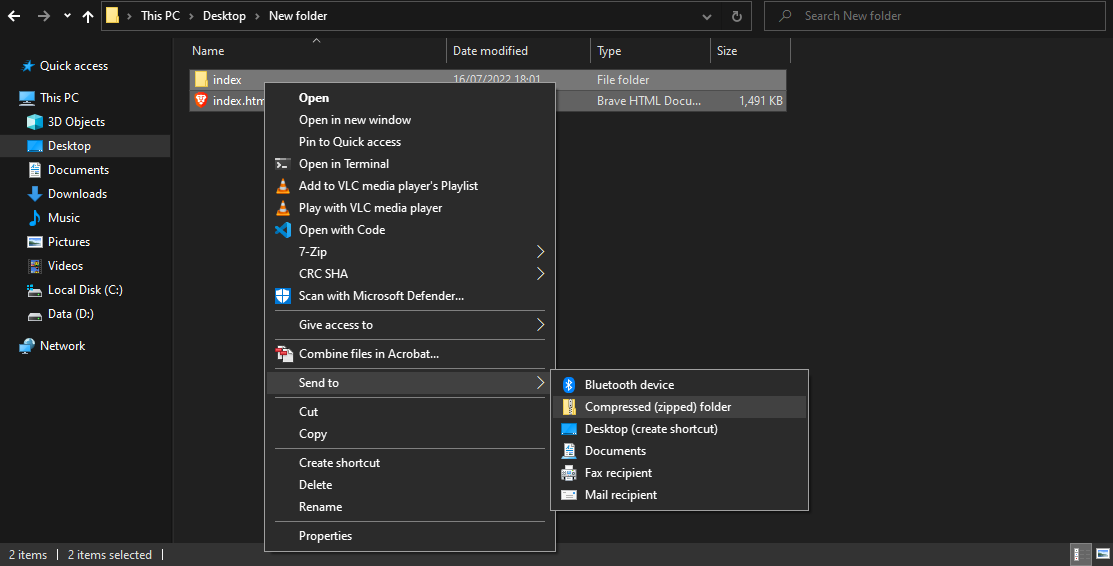 This PC > Desktop > New folder
Search New folder
Name Date modified Type Size
Quick access
This PC
3D Objects
Desktop
Documents
Downloads
Music
Pictures
Videos
Local Disk (C:)
Data (D:)
Network
index 16/07/2022 18:01 File folder
index.htm Brave HTML Docu... 1,491 KB
Open
Open in new window
Pin to Quick access
Open in Terminal
Add to VLC media player's Playlist
Play with VLC media player
Open with Code
7-Zip
CRC SHA
Scan with Microsoft Defender...
Give access to
Combine files in Acrobat...
Send to
Cut
Copy
Create shortcut
Delete
Rename
Properties
Bluetooth device
Compressed (zipped) folder
Desktop (create shortcut)
Documents
Fax recipient
Mail recipient
2 items 2 items selected